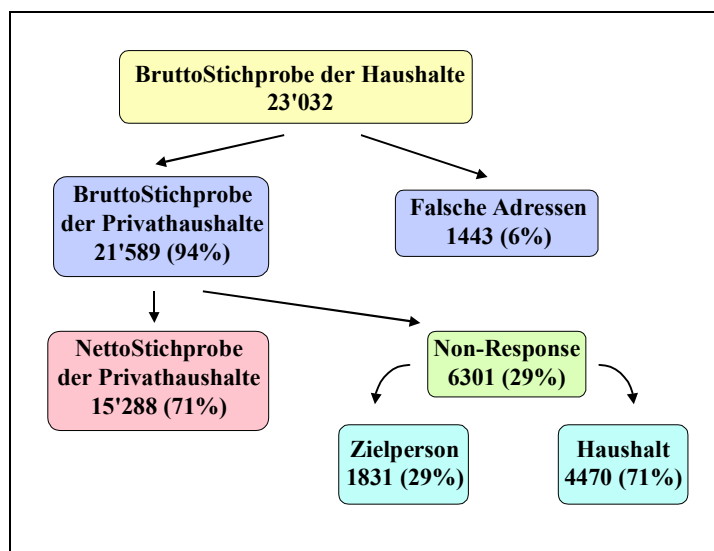 BruttoStichprobe der Haushalte
23'032
BruttoStichprobe
der Privathaushalte
21'589 (94%)
Falsche Adressen
1443 (6%)
NettoStichprobe
der Privathaushalte
15'288 (71%)
Non-Response
6301 (29%)
Zielperson
1831 (29%)
Haushalt
4470 (71%)